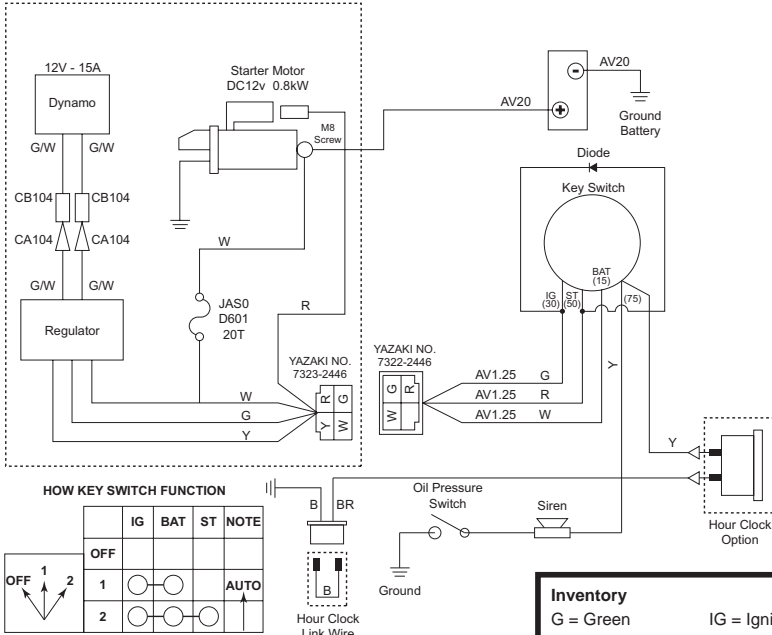 12V - 15A
Dynamo
G/W
G/W
CB104
CB104
CA104
CA104
G/W
G/W
Regulator
Starter Motor
DC12v 0.8kW
M8
Screw
W
JAS0
D601
20T
R
YAZAKI NO.
7323-2446
R G
Y W
W
G
Y
AV20
AV20
Ground
Battery
Diode
Key Switch
BAT
(15)
IG
(30)
ST
(50)
(75)
YAZAKI NO.
7322-2446
G R
W
AV1.25 G
AV1.25 R
AV1.25 W
Y
Y
Hour Clock
Option
HOW KEY SWITCH FUNCTION
IG BAT ST NOTE
OFF
1 AUTO
2
OFF 1 2
B BR
B
Hour Clock
Link Wire
Oil Pressure
Switch
Siren
Ground
Inventory
G = Green IG = Igni